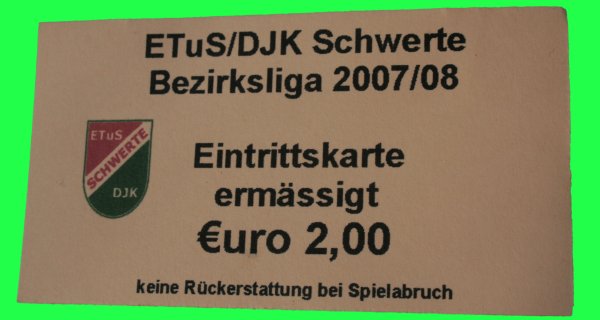 ETuS/DJK Schwerte
Bezirksliga 2007/08
ETuS
SCHWERTE
DJK
Eintrittskarte
ermässigt
€uro 2,00
keine Rückerstattung bei Spielabruch